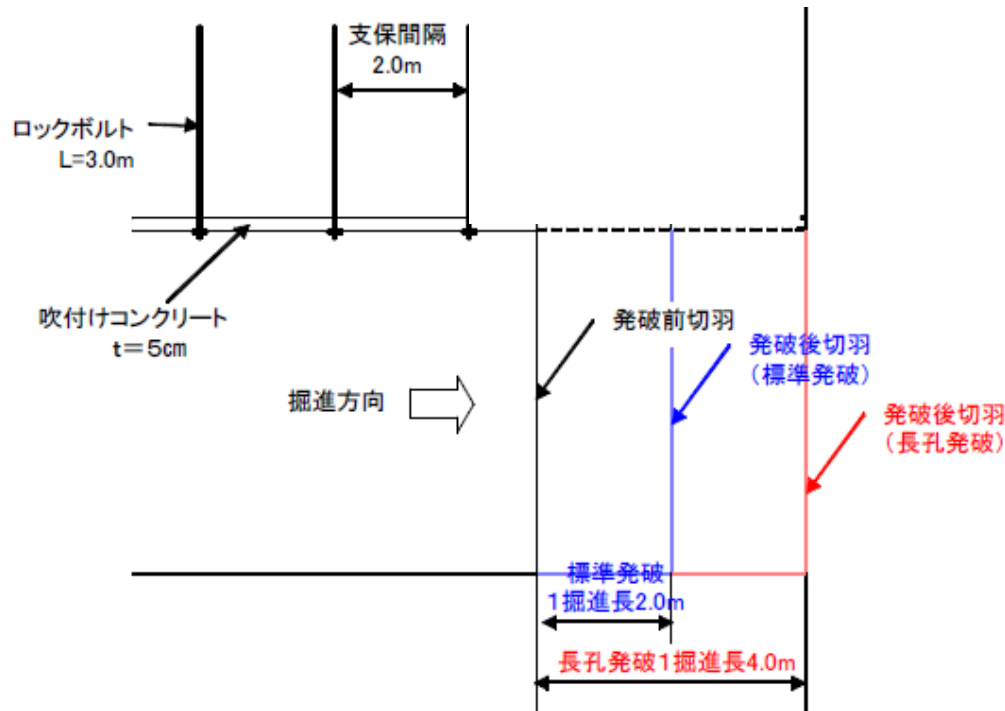 支保間隔
2.0m
ロックボルト
L=3.0m
吹付けコンクリート
t=5㎝
発破前切羽
発破後切羽
（標準発破）
掘進方向
発破後切羽
（長孔発破）
標準発破
１掘進長2.0m
長孔発破１掘進長4.0m